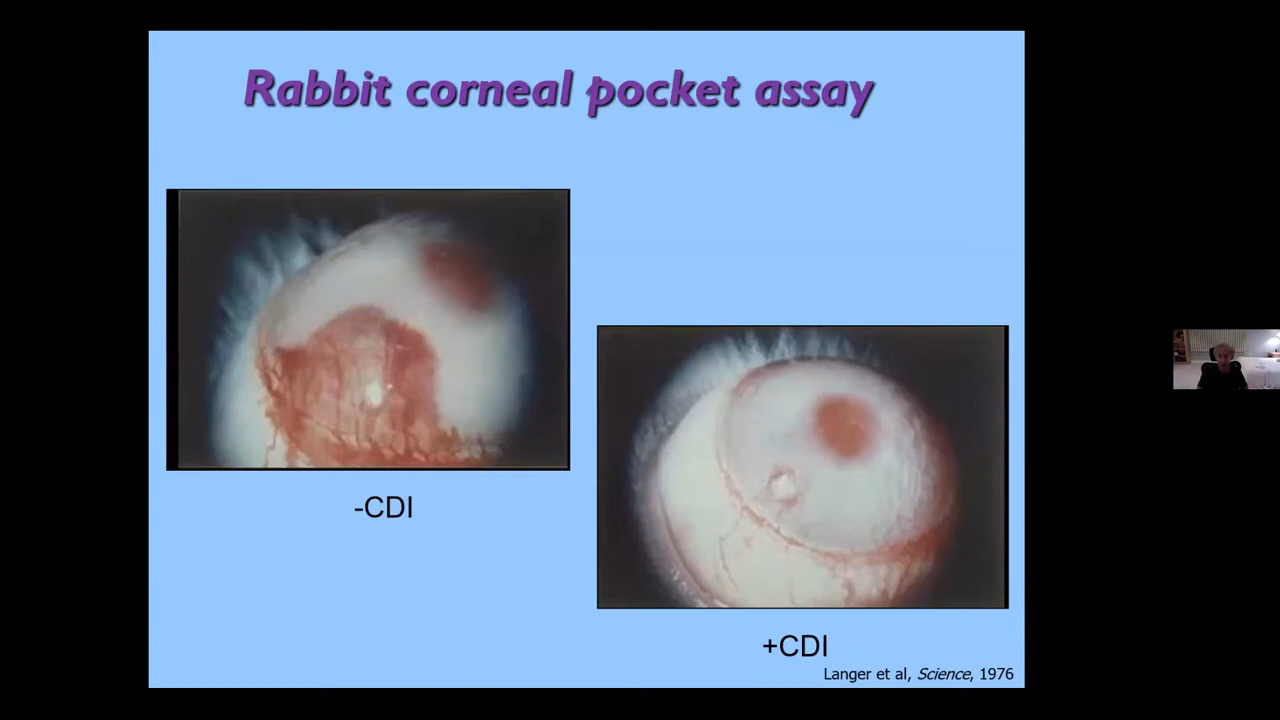 Rabbit corneal pocket assay
-CDI
+CDI
Langer et al, Science, 1976